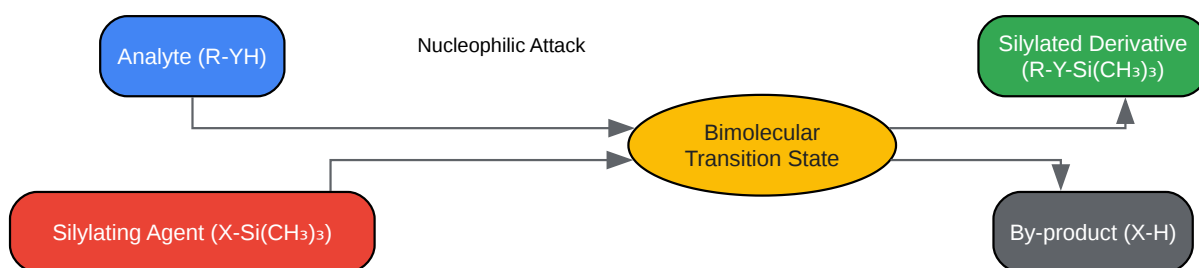 Analyte (R-YH)
Nucleophilic Attack
Silylated Derivative
(R-Y-Si(CH₃)₃)
Bimolecular
Transition State
Silylating Agent (X-Si(CH₃)₃)
By-product (X-H)